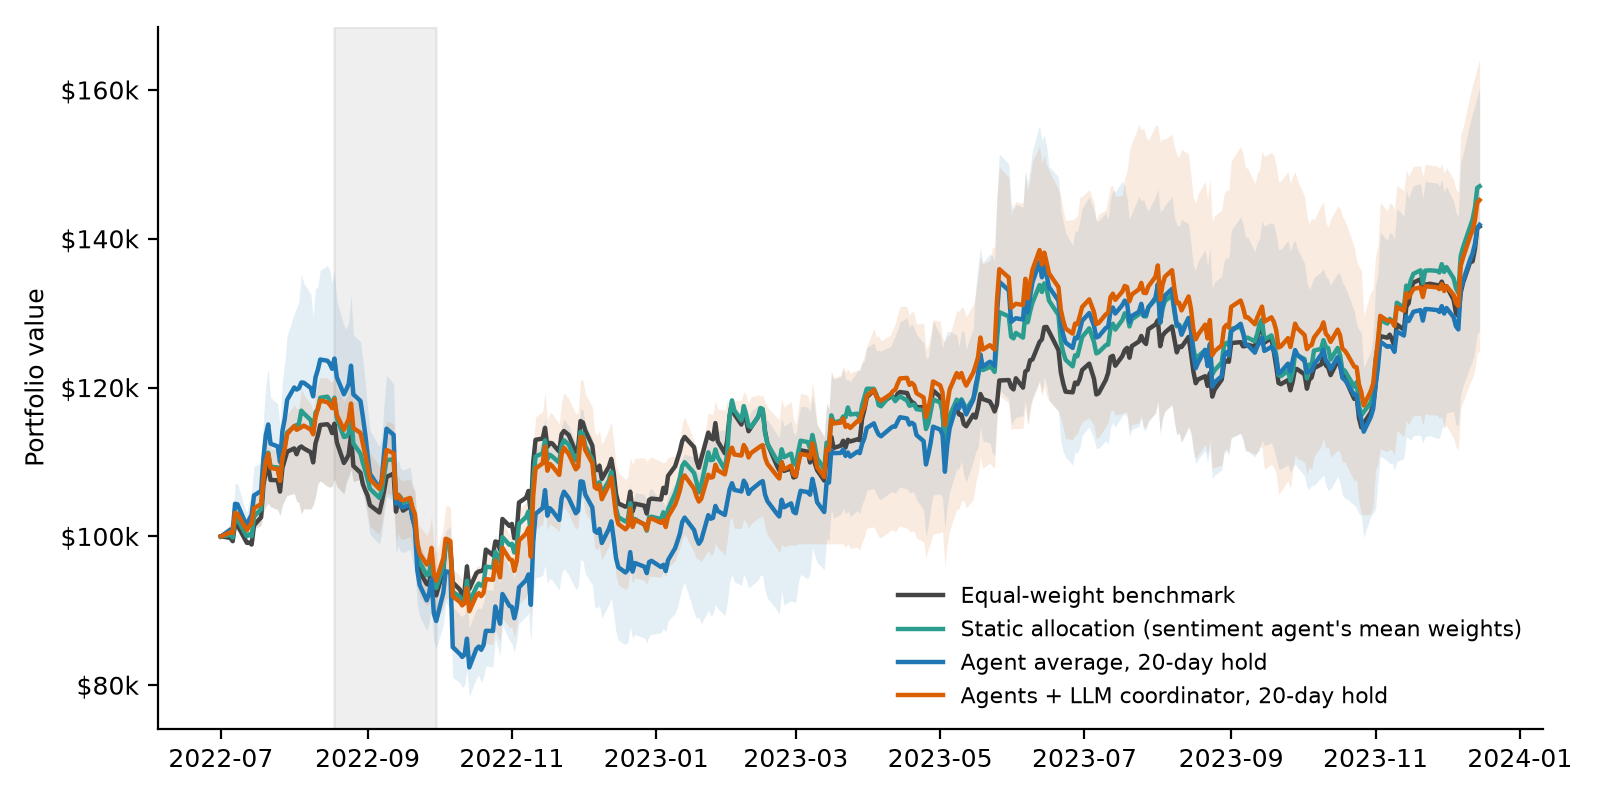 Portfolio value
$160k
$140k
$120k
$100k
$80k
Equal-weight benchmark
Static allocation (sentiment agent's mean weights)
Agent average, 20-day hold
Agents + LLM coordinator, 20-day hold
2022-07 2022-09 2022-11 2023-01 2023-03 2023-05 2023-07 2023-09 2023-11 2024-01